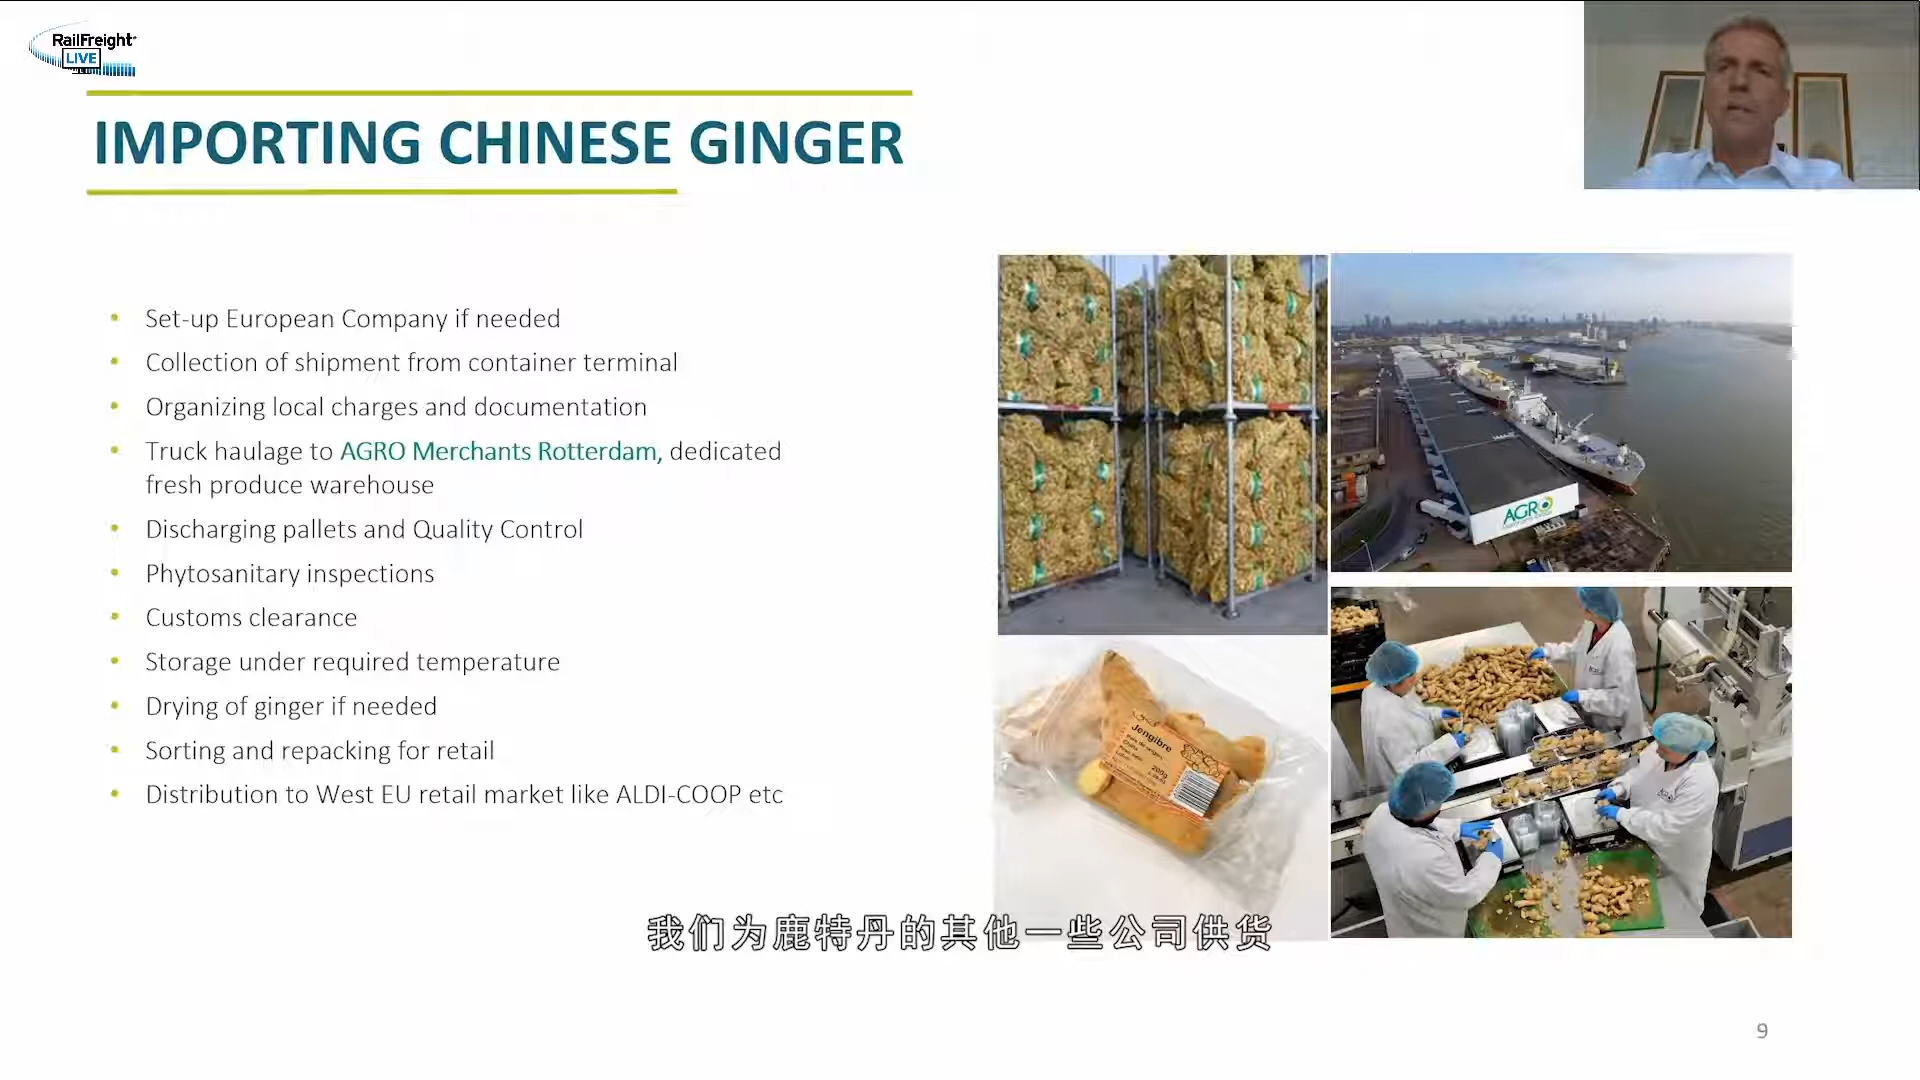 RailFreight
LIVE
IMPORTING CHINESE GINGER
• Set-up European Company if needed
• Collection of shipment from container terminal
• Organizing local charges and documentation
• Truck haulage to AGRO Merchants Rotterdam, dedicated
fresh produce warehouse
• Discharging pallets and Quality Control
• Phytosanitary inspections
• Customs clearance
• Storage under required temperature
• Drying of ginger if needed
• Sorting and repacking for retail
• Distribution to West EU retail market like ALDI-COOP etc
AGRO
Jengibre
200g
我们为鹿特丹的其他一些公司供货
9